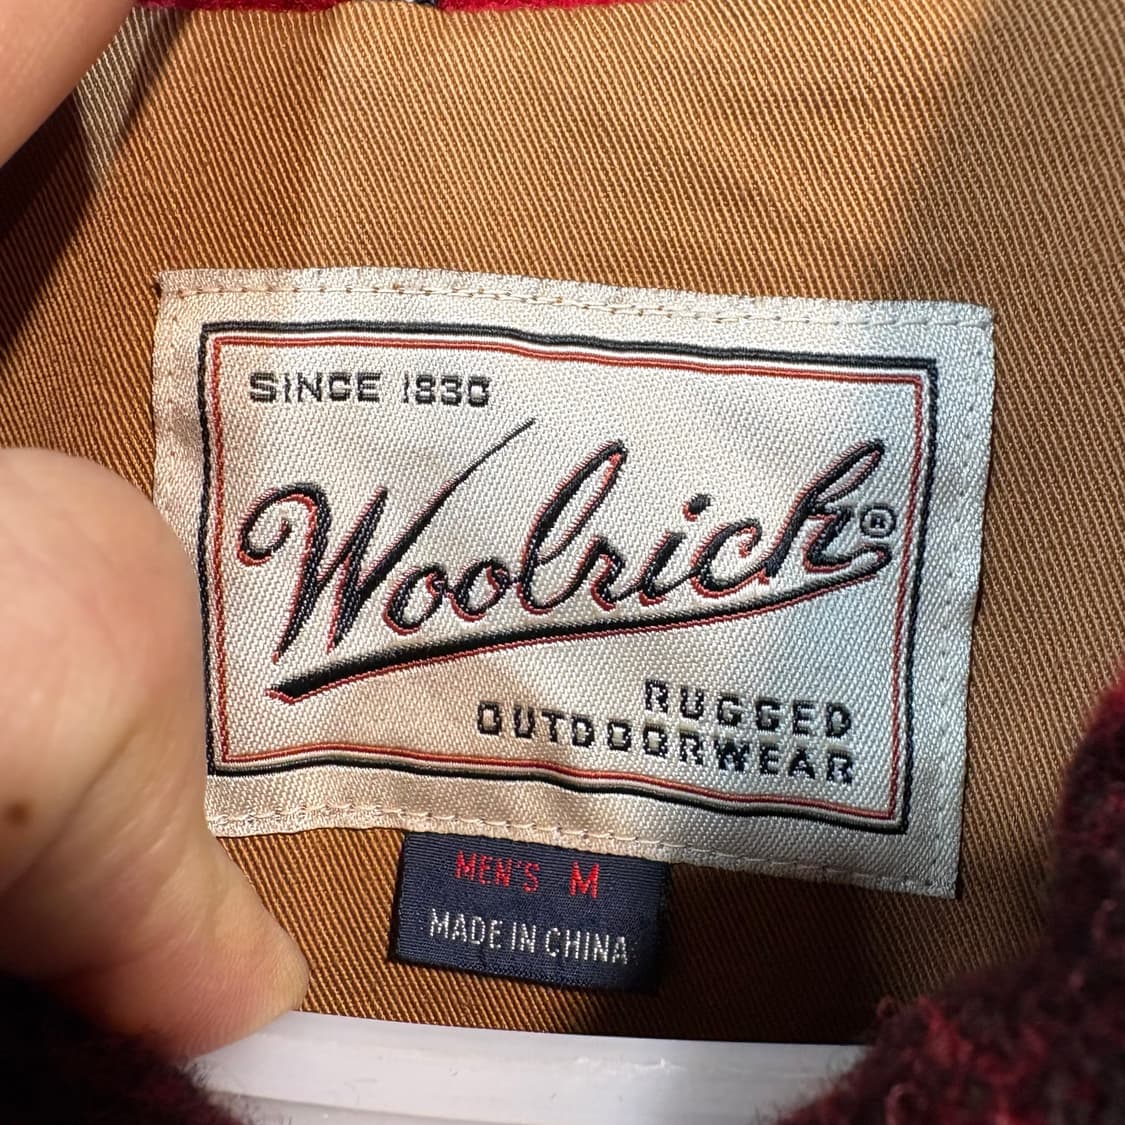 SINCE 1830
Woolrich®
RUGGED
OUTDOORWEAR
MEN'S M
MADE IN CHINA